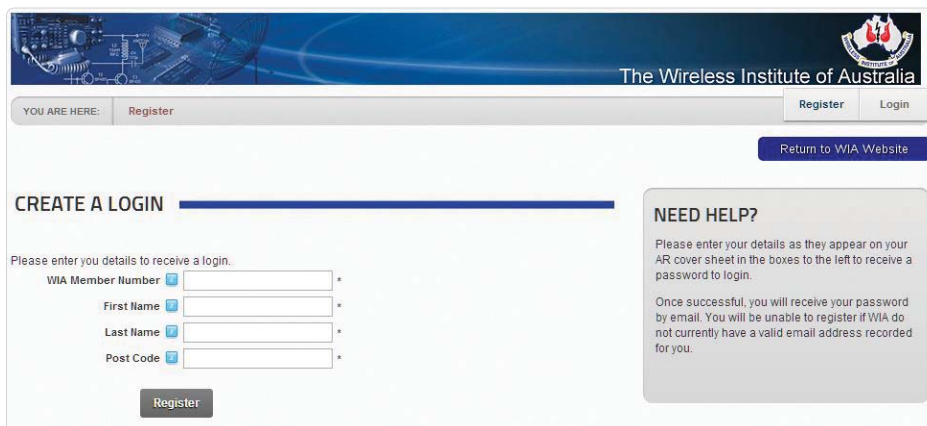 The Wireless Institute of Australia
YOU ARE HERE: Register
Register Login
Return to WIA Website
CREATE A LOGIN
Please enter you details to receive a login.
WIA Member Number *
First Name *
Last Name *
Post Code *
Register
NEED HELP?
Please enter your details as they appear on your
AR cover sheet in the boxes to the left to receive a
password to login.
Once successful, you will receive your password
by email. You will be unable to register if WIA do
not currently have a valid email address recorded
for you.